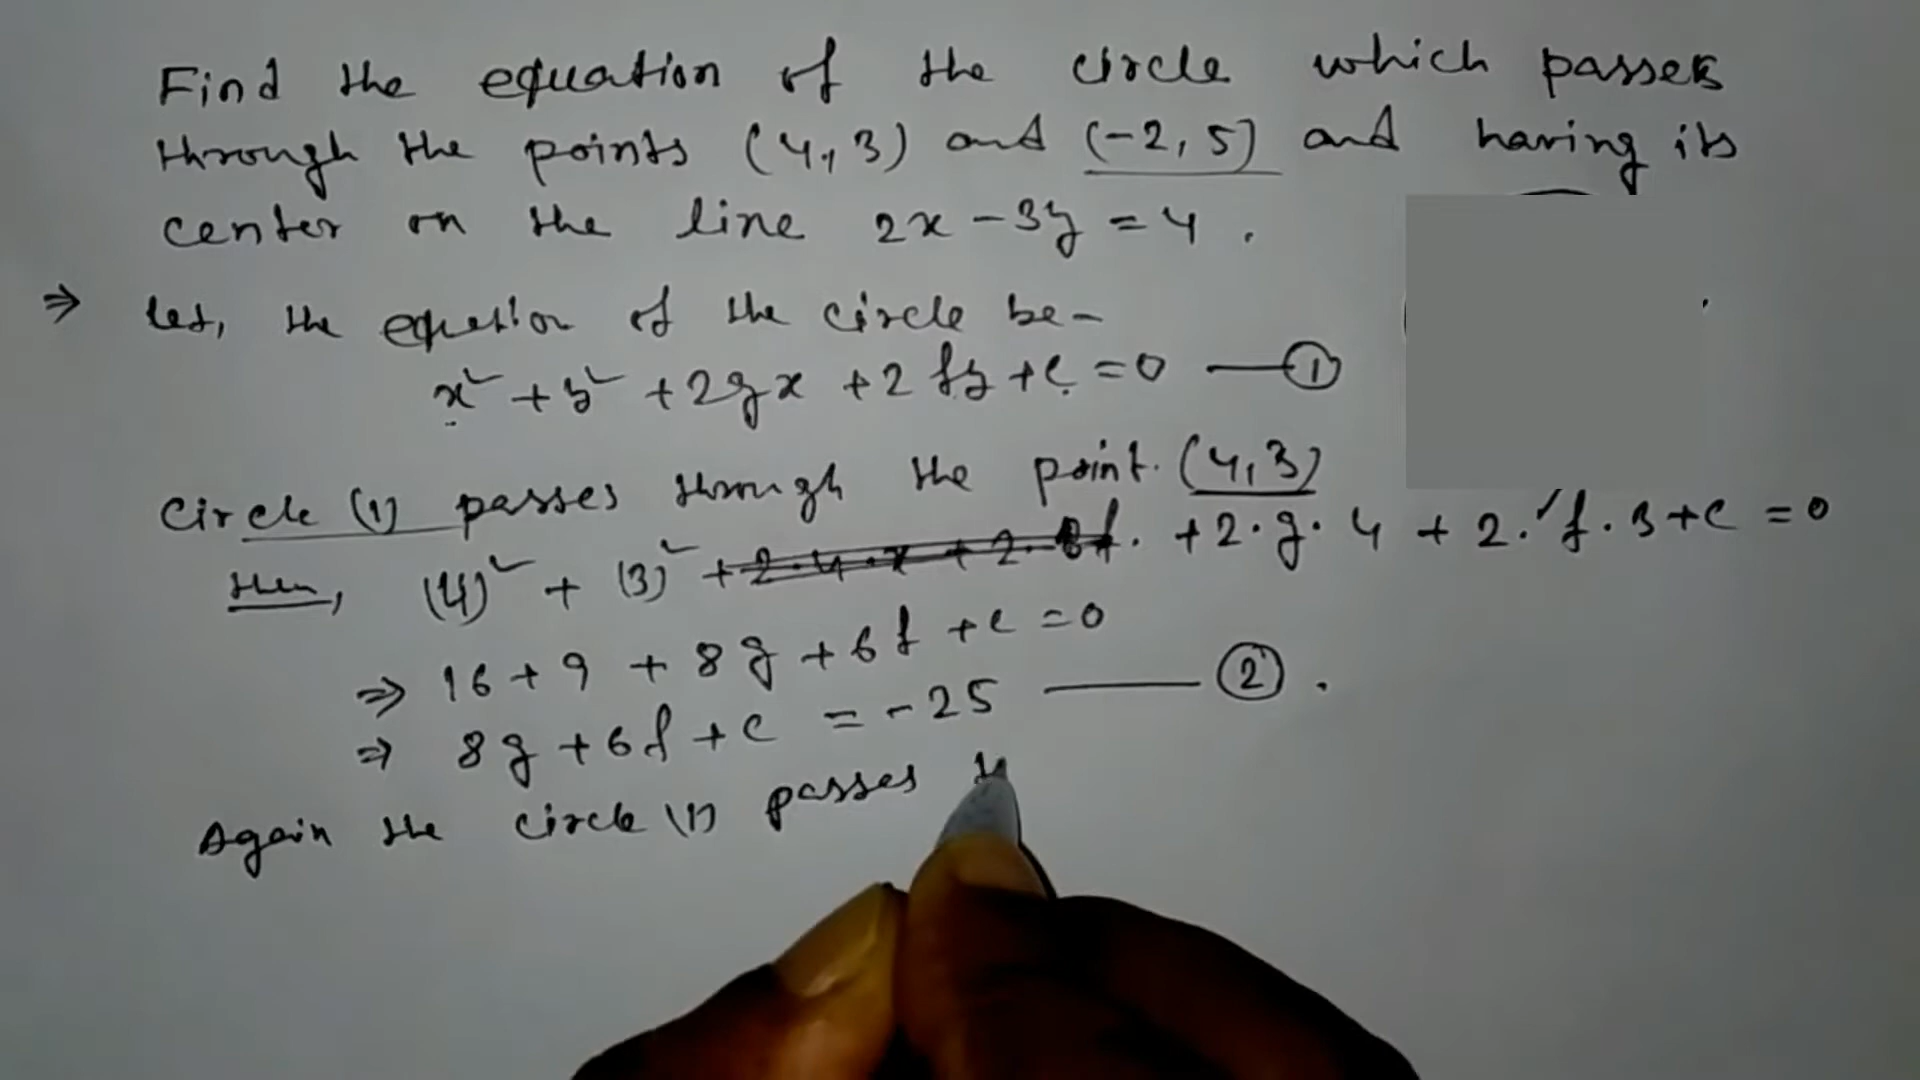 Find the equation of the circle which passes
through the points (4,3) and (-2,5) and having its
center on the line 2x-3y=4.
⇒ Let, the equation of the circle be-
x²+y²+2gx+2fy+c=0 —①
Circle (1) passes through the point. (4,3)
then, (4)²+(3)² +2·g·4+2·f·3+c=0
⇒ 16+9+8g+6f+c=0
⇒ 8g+6f+c=-25 —②.
Again the circle (1) passes